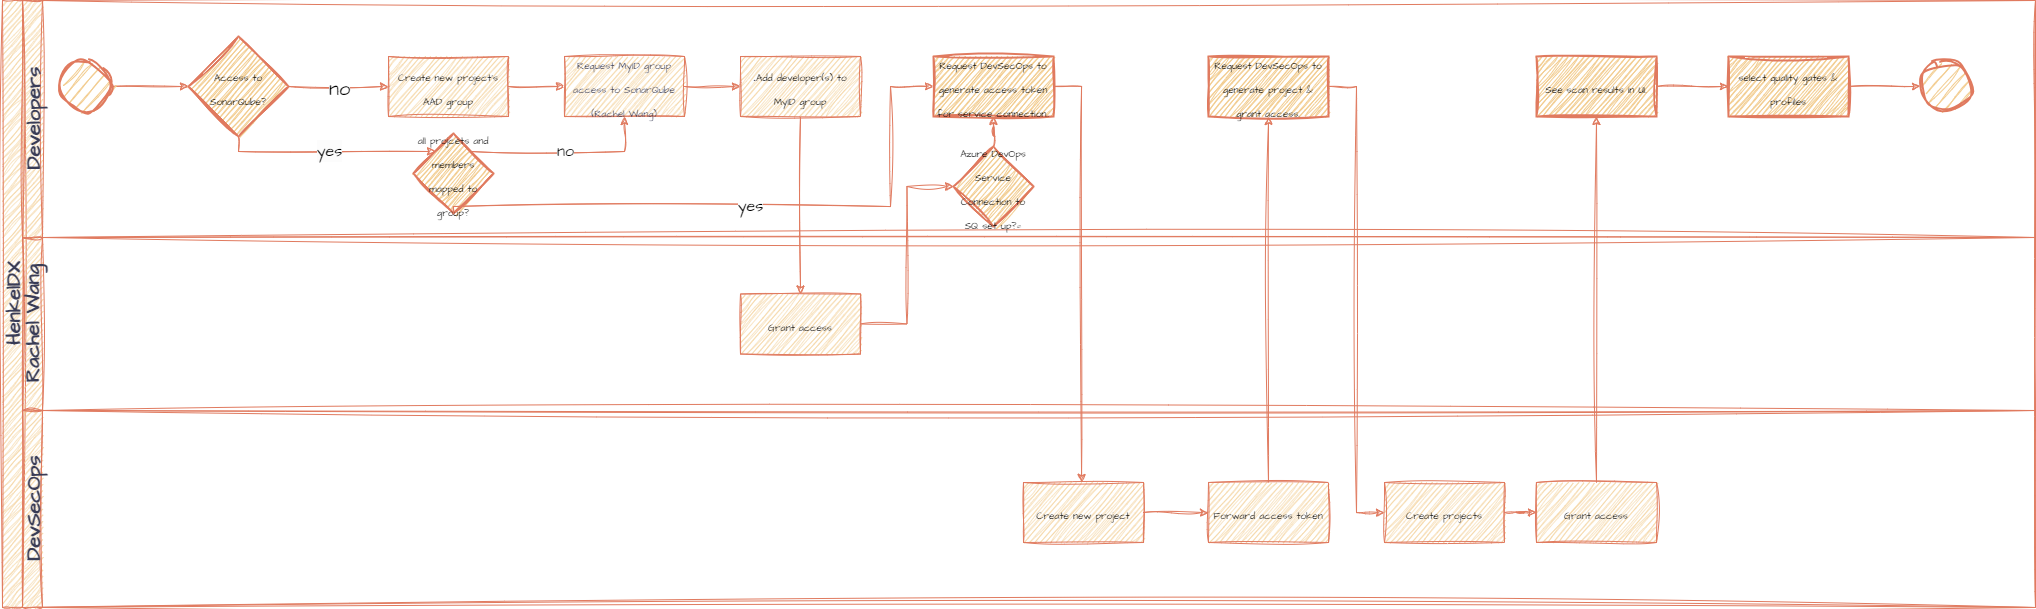 HenkelDX
Developers
Access to
SonarQube?
no
Create new projects
AAD group
Request MyID group
access to SonarQube
(Rachel Wang)
.Add developer(s) to
MyID group
Request DevSecOps to
generate access token
for service connection.
Request DevSecOps to
generate project &
grant access.
See scan results in UI.
select quality gates &
profiles
yes
all projcets and
members
mapped to
group?
no
yes
Azure DevOps
Service
Connection to
SQ set up?=
Rachel Wang
Grant access
DevSecOps
Create new project
Forward access token
Create projects
Grant access